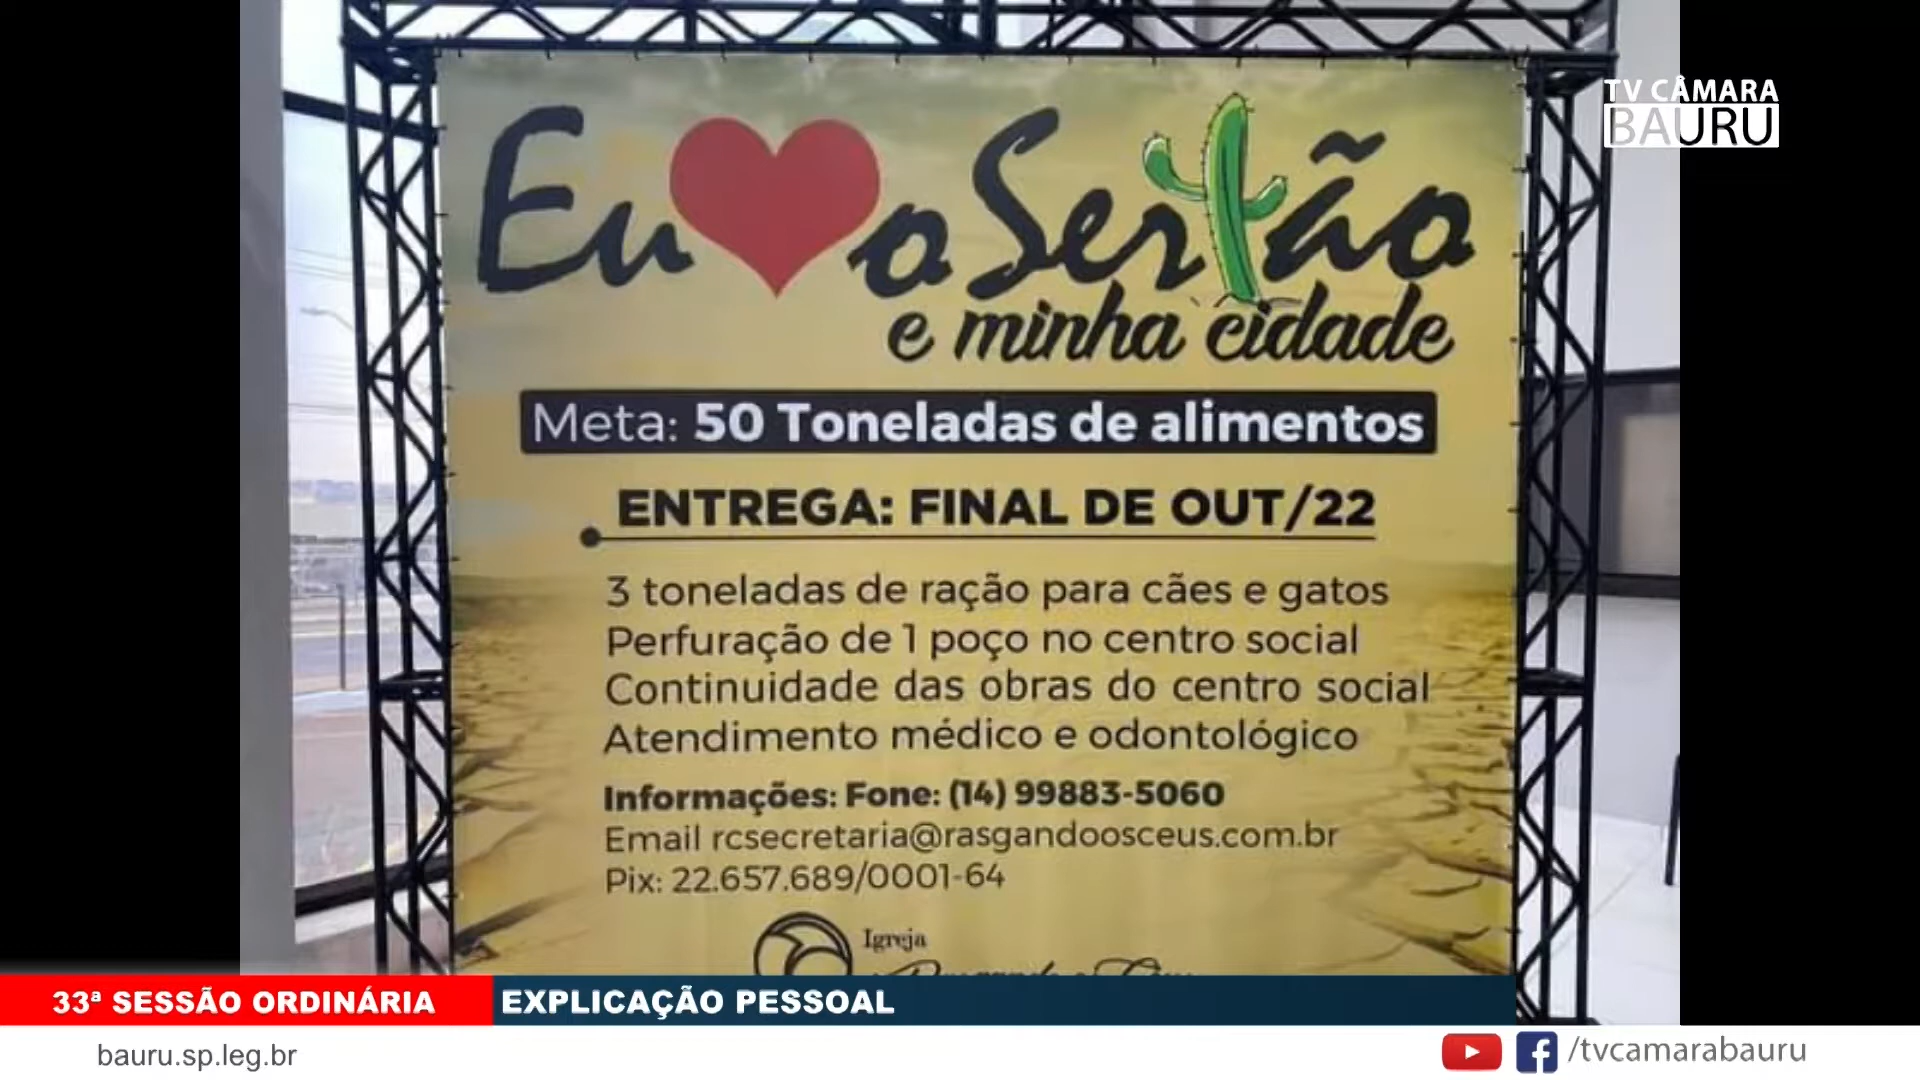 TV CÂMARA
BAURU
Eu o Sertão
e minha cidade
Meta: 50 Toneladas de alimentos
ENTREGA: FINAL DE OUT/22
3 toneladas de ração para cães e gatos
Perfuração de 1 poço no centro social
Continuidade das obras do centro social
Atendimento médico e odontológico
Informações: Fone: (14) 99883-5060
Email rcsecretaria@rasgandoosceus.com.br
Pix: 22.657.689/0001-64
Igreja
33ª SESSÃO ORDINÁRIA EXPLICAÇÃO PESSOAL
bauru.sp.leg.br
/tvcamarabauru